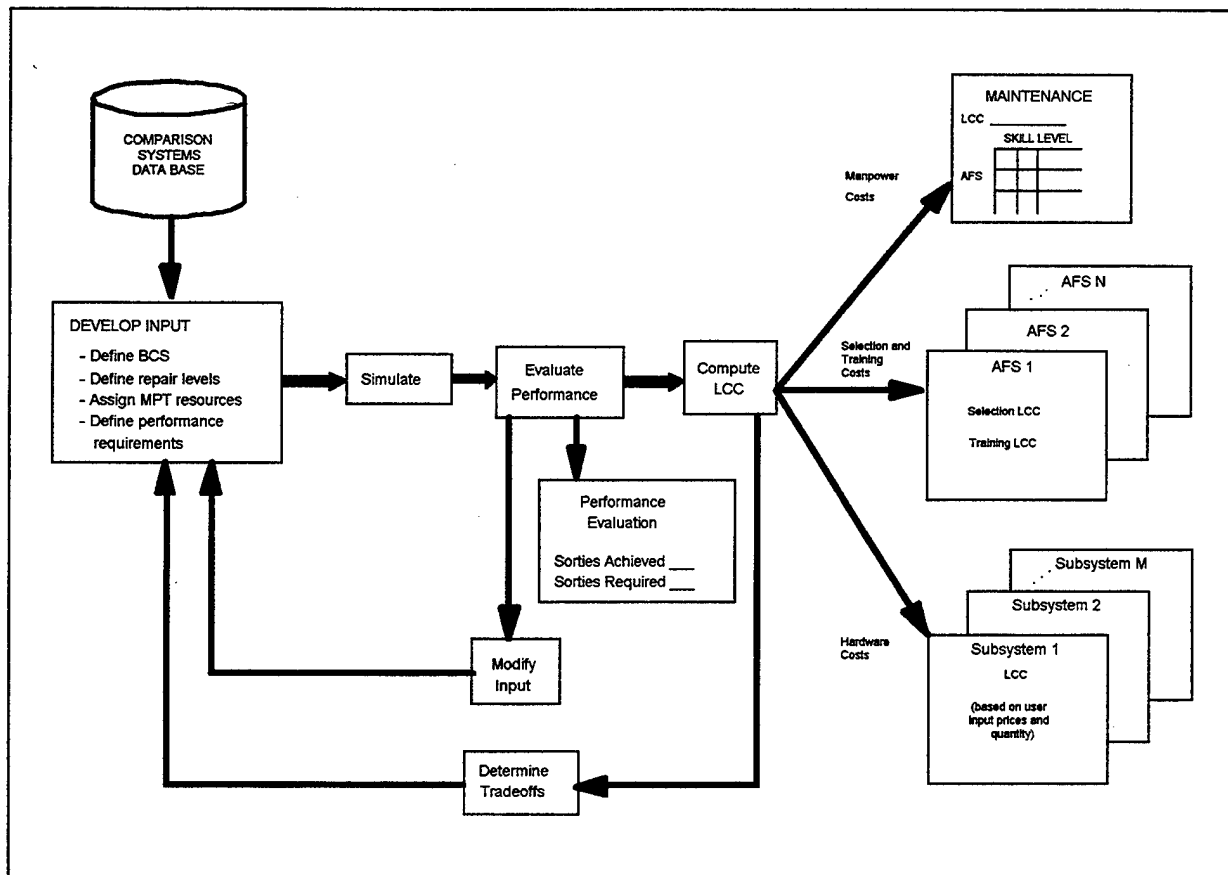 COMPARISON
SYSTEMS
DATA BASE
DEVELOP INPUT
- Define BCS
- Define repair levels
- Assign MPT resources
- Define performance
requirements
Simulate
Evaluate
Performance
Compute
LCC
Performance
Evaluation
Sorties Achieved ___
Sorties Required ___
Modify
Input
Determine
Tradeoffs
Manpower
Costs
MAINTENANCE
LCC ___________
SKILL LEVEL
AFS
Selection and
Training
Costs
AFS N
.....
AFS 2
AFS 1
Selection LCC
Training LCC
Hardware
Costs
Subsystem M
.....
Subsystem 2
Subsystem 1
LCC
(based on user
input prices and
quantity)